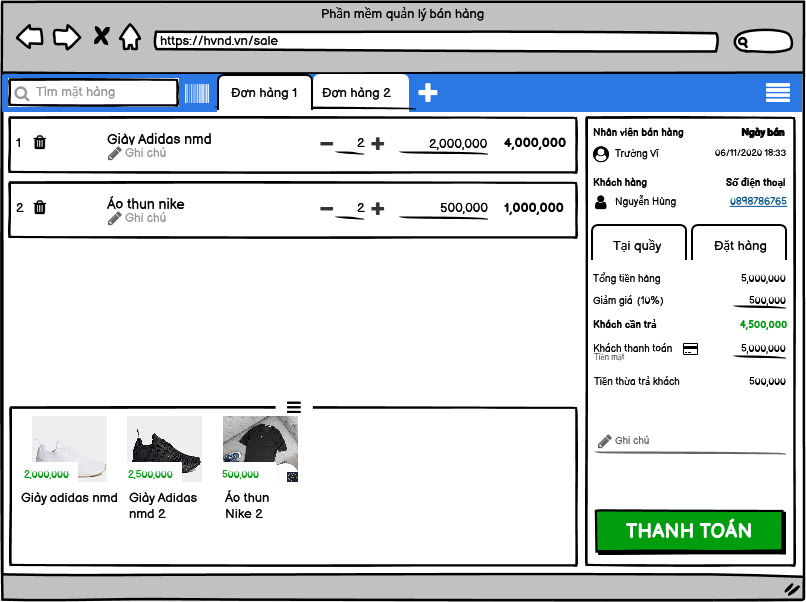 Phần mềm quản lý bán hàng
https://hvnd.vn/sale
Tìm mặt hàng
Đơn hàng 1
Đơn hàng 2
1 Giày Adidas nmd 2 2,000,000 4,000,000
Ghi chú
2 Áo thun nike 2 500,000 1,000,000
Ghi chú
Nhân viên bán hàng Ngày bán
Trường Vĩ 06/11/2020 18:33
Khách hàng Số điện thoại
Nguyễn Hùng 0898786765
Tại quầy Đặt hàng
Tổng tiền hàng 5,000,000
Giảm giá (10%) 500,000
Khách cần trả 4,500,000
Khách thanh toán 5,000,000
Tiền mặt
Tiền thừa trả khách 500,000
Ghi chú
THANH TOÁN
2,000,000 2,500,000 500,000
Giày adidas nmd
Giày Adidas
nmd 2
Áo thun
Nike 2